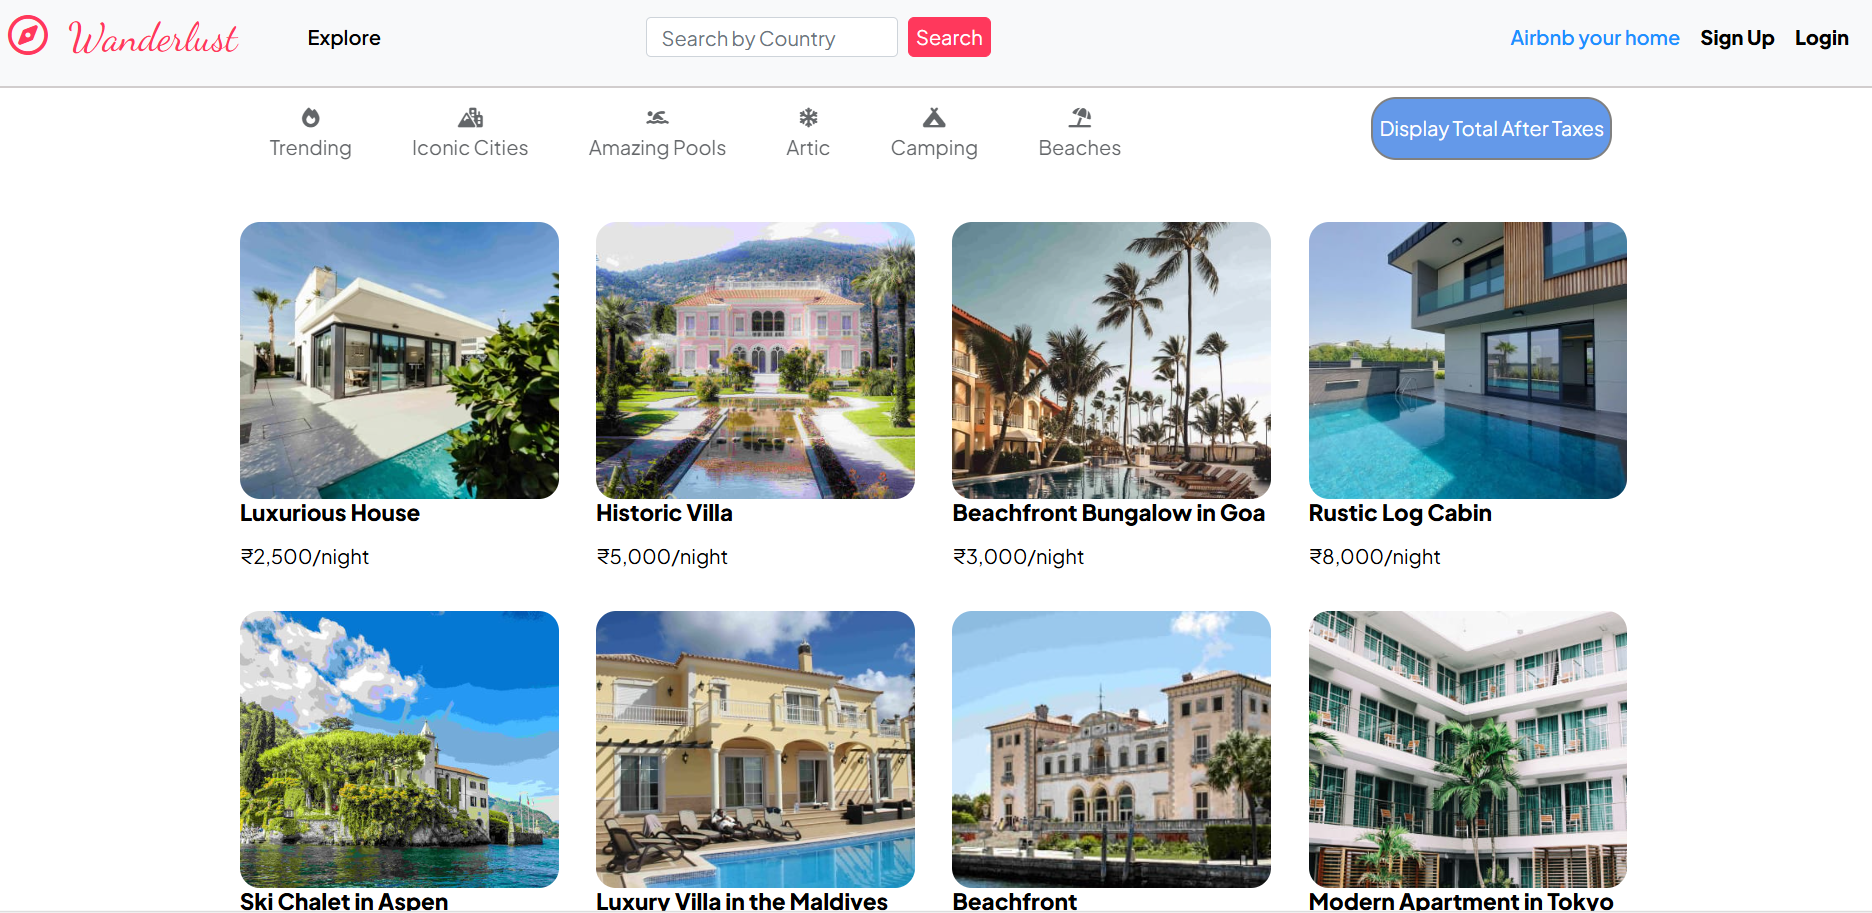 Wanderlust
Explore
Search by Country
Search
Airbnb your home
Sign Up
Login
Trending
Iconic Cities
Amazing Pools
Artic
Camping
Beaches
Display Total After Taxes
Luxurious House
Historic Villa
Beachfront Bungalow in Goa
Rustic Log Cabin
₹2,500/night
₹5,000/night
₹3,000/night
₹8,000/night
Ski Chalet in Aspen
Luxury Villa in the Maldives
Beachfront
Modern Apartment in Tokyo